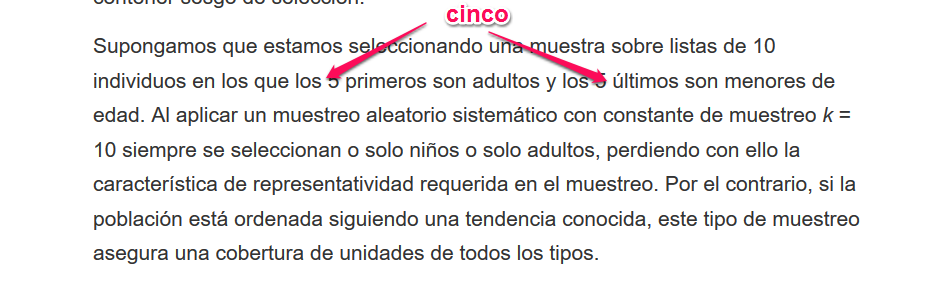 contener sesgo de selección.
cinco
Supongamos que estamos seleccionando una muestra sobre listas de 10
individuos en los que los 5 primeros son adultos y los 5 últimos son menores de
edad. Al aplicar un muestreo aleatorio sistemático con constante de muestreo k =
10 siempre se seleccionan o solo niños o solo adultos, perdiendo con ello la
característica de representatividad requerida en el muestreo. Por el contrario, si la
población está ordenada siguiendo una tendencia conocida, este tipo de muestreo
asegura una cobertura de unidades de todos los tipos.